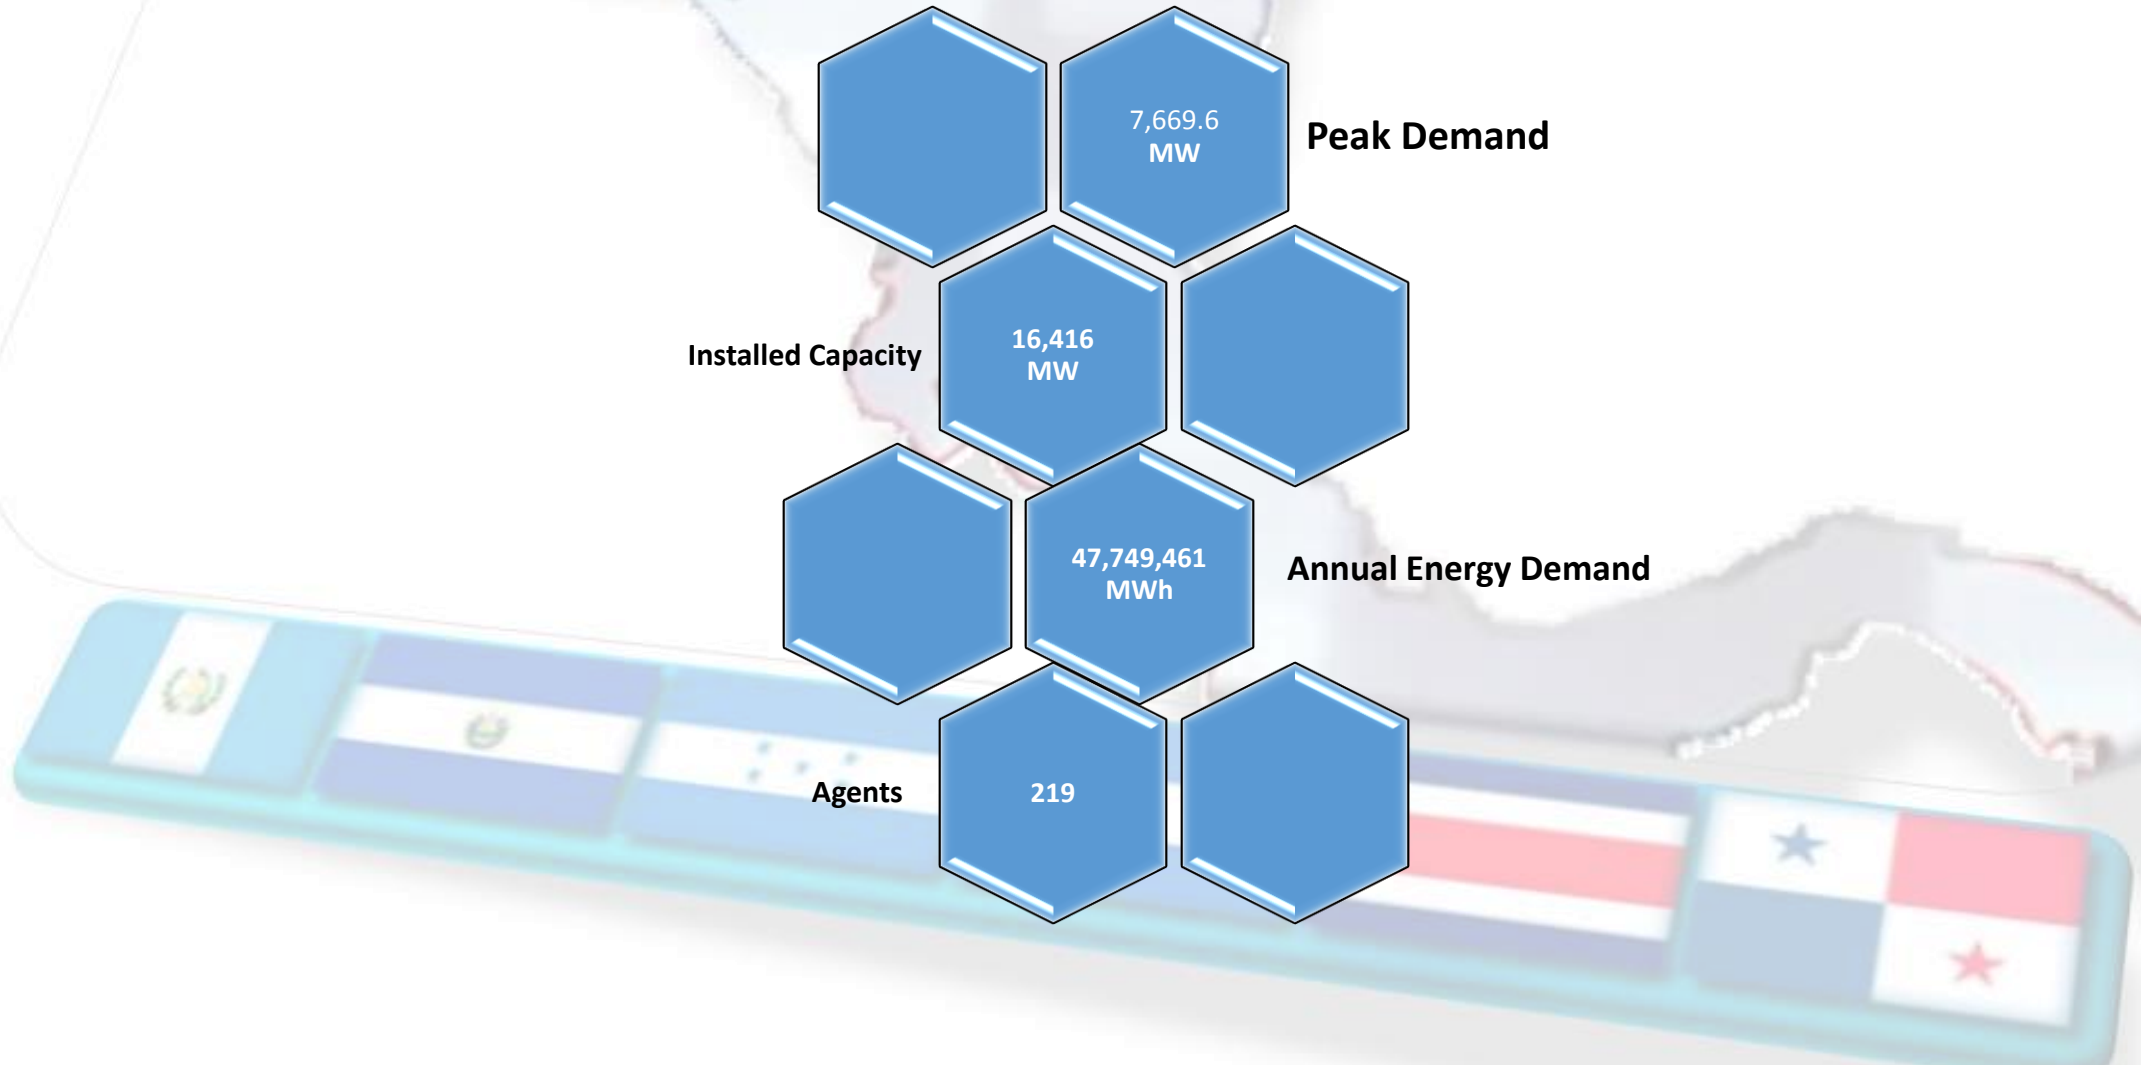 7,669.6
MW
Peak Demand
Installed Capacity
16,416
MW
47,749,461
MWh
Annual Energy Demand
Agents
219